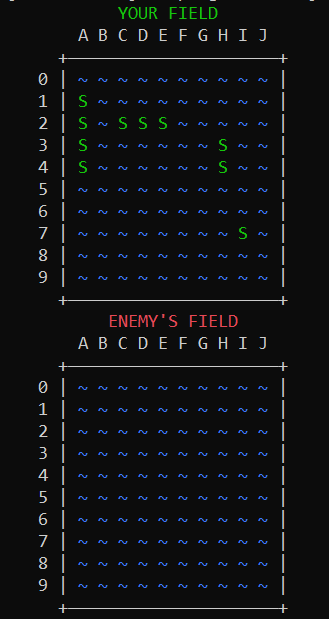 YOUR FIELD
A B C D E F G H I J
+———————————————————+
0 | ~ ~ ~ ~ ~ ~ ~ ~ ~ ~ |
1 | S ~ ~ ~ ~ ~ ~ ~ ~ ~ |
2 | S ~ S S S ~ ~ ~ ~ ~ |
3 | S ~ ~ ~ ~ ~ ~ S ~ ~ |
4 | S ~ ~ ~ ~ ~ ~ S ~ ~ |
5 | ~ ~ ~ ~ ~ ~ ~ ~ ~ ~ |
6 | ~ ~ ~ ~ ~ ~ ~ ~ ~ ~ |
7 | ~ ~ ~ ~ ~ ~ ~ ~ S ~ |
8 | ~ ~ ~ ~ ~ ~ ~ ~ ~ ~ |
9 | ~ ~ ~ ~ ~ ~ ~ ~ ~ ~ |
+———————————————————+
ENEMY'S FIELD
A B C D E F G H I J
+———————————————————+
0 | ~ ~ ~ ~ ~ ~ ~ ~ ~ ~ |
1 | ~ ~ ~ ~ ~ ~ ~ ~ ~ ~ |
2 | ~ ~ ~ ~ ~ ~ ~ ~ ~ ~ |
3 | ~ ~ ~ ~ ~ ~ ~ ~ ~ ~ |
4 | ~ ~ ~ ~ ~ ~ ~ ~ ~ ~ |
5 | ~ ~ ~ ~ ~ ~ ~ ~ ~ ~ |
6 | ~ ~ ~ ~ ~ ~ ~ ~ ~ ~ |
7 | ~ ~ ~ ~ ~ ~ ~ ~ ~ ~ |
8 | ~ ~ ~ ~ ~ ~ ~ ~ ~ ~ |
9 | ~ ~ ~ ~ ~ ~ ~ ~ ~ ~ |
+———————————————————+